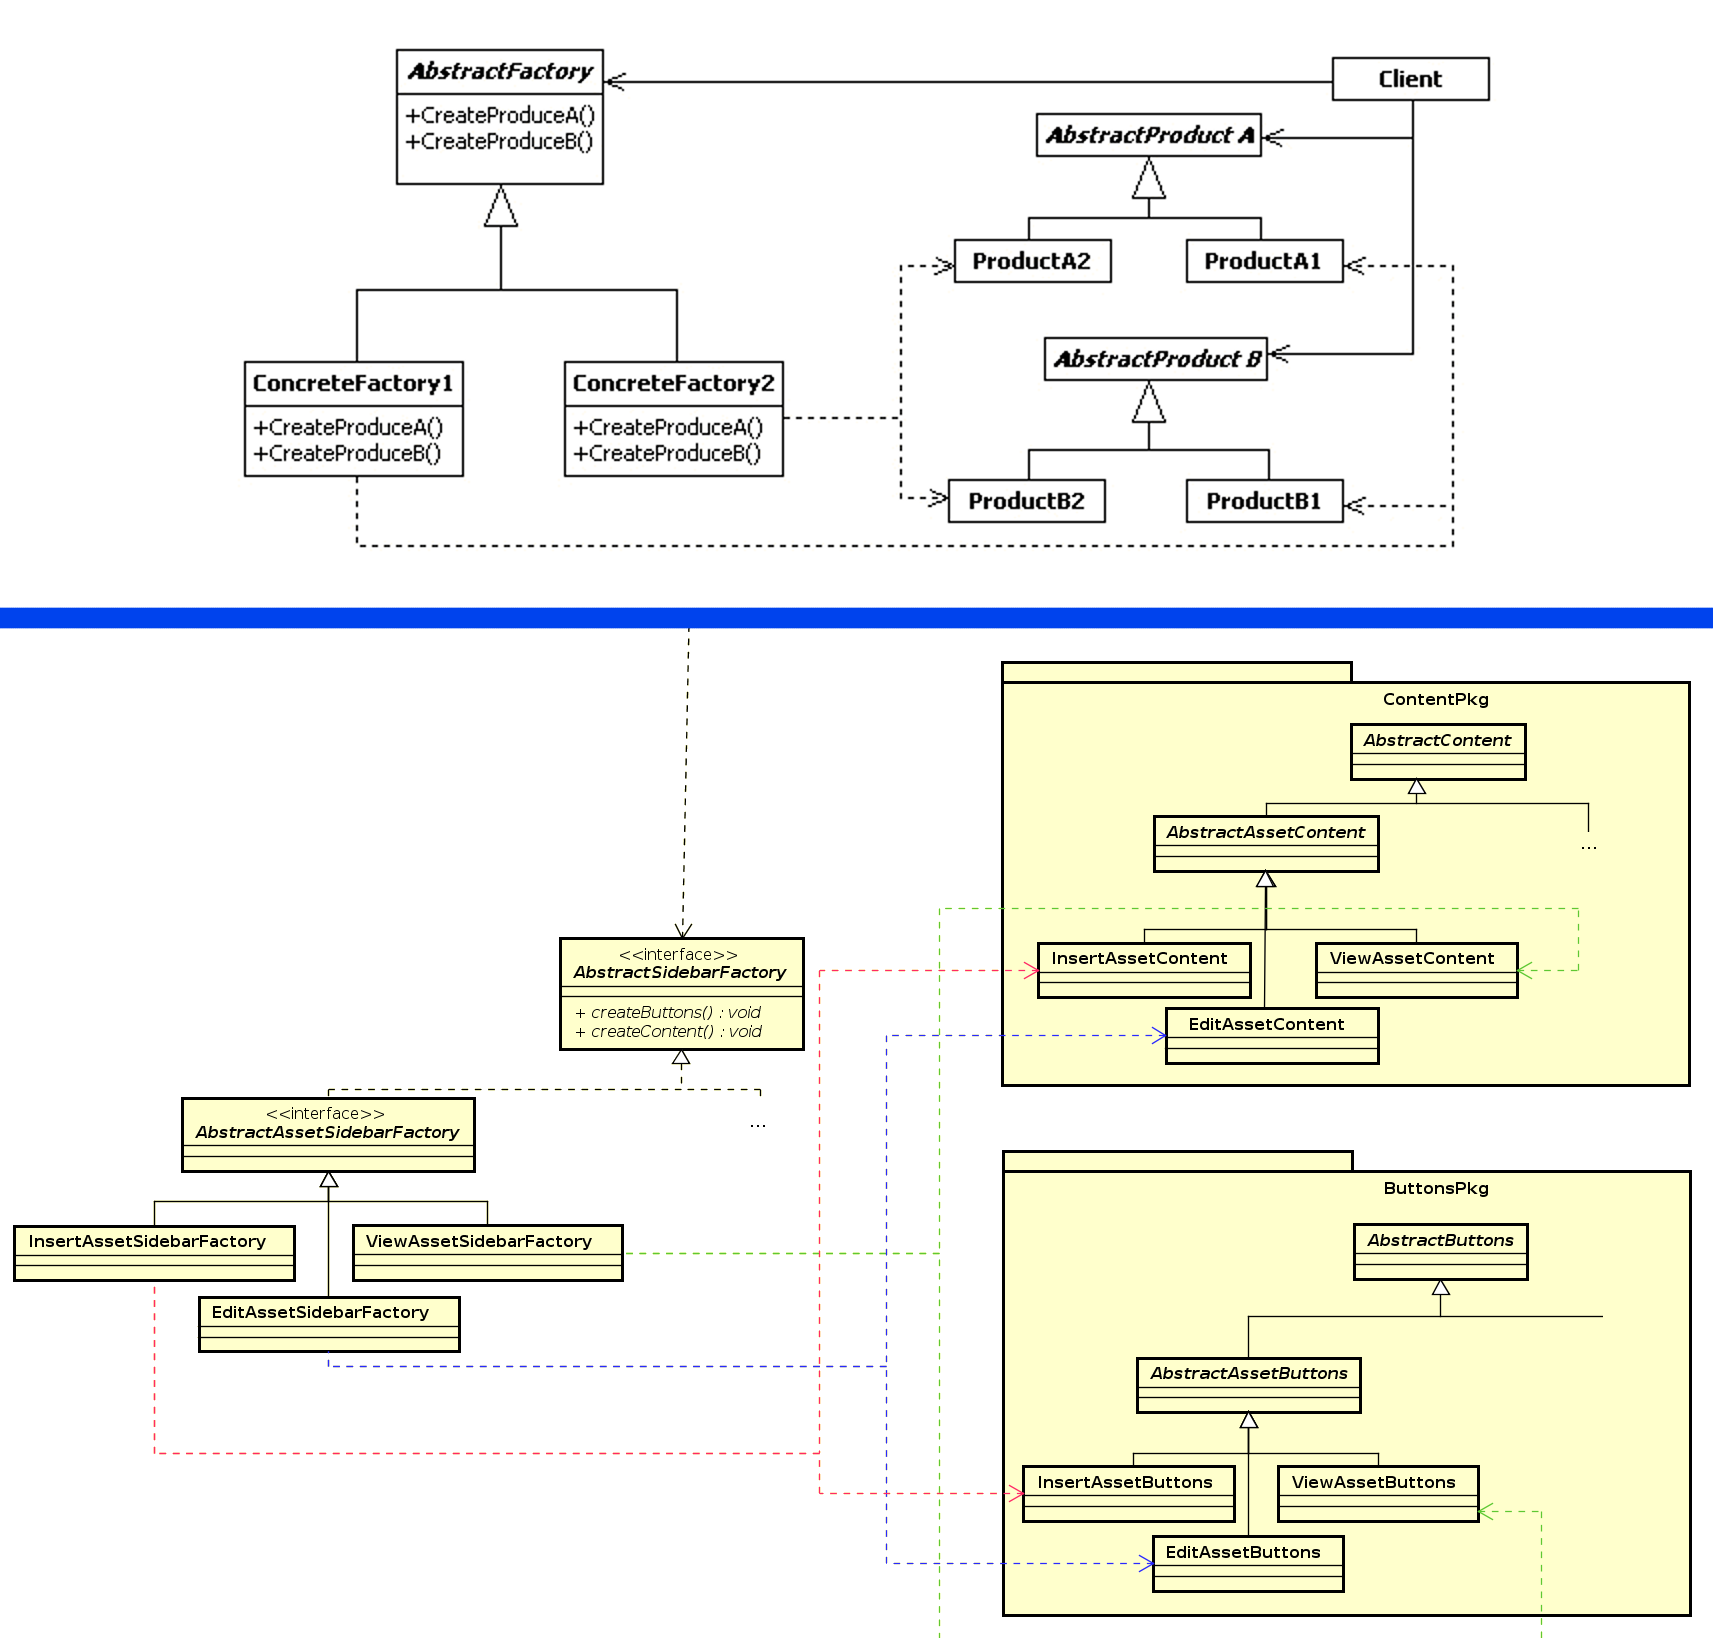 AbstractFactory
+CreateProduceA()
+CreateProduceB()
Client
AbstractProduct A
ProductA2
ProductA1
AbstractProduct B
ConcreteFactory1
+CreateProduceA()
+CreateProduceB()
ConcreteFactory2
+CreateProduceA()
+CreateProduceB()
ProductB2
ProductB1
ContentPkg
AbstractContent
AbstractAssetContent
...
InsertAssetContent
ViewAssetContent
EditAssetContent
<<interface>>
AbstractSidebarFactory
+ createButtons() : void
+ createContent() : void
<<interface>>
AbstractAssetSidebarFactory
...
InsertAssetSidebarFactory
ViewAssetSidebarFactory
EditAssetSidebarFactory
ButtonsPkg
AbstractButtons
AbstractAssetButtons
InsertAssetButtons
ViewAssetButtons
EditAssetButtons